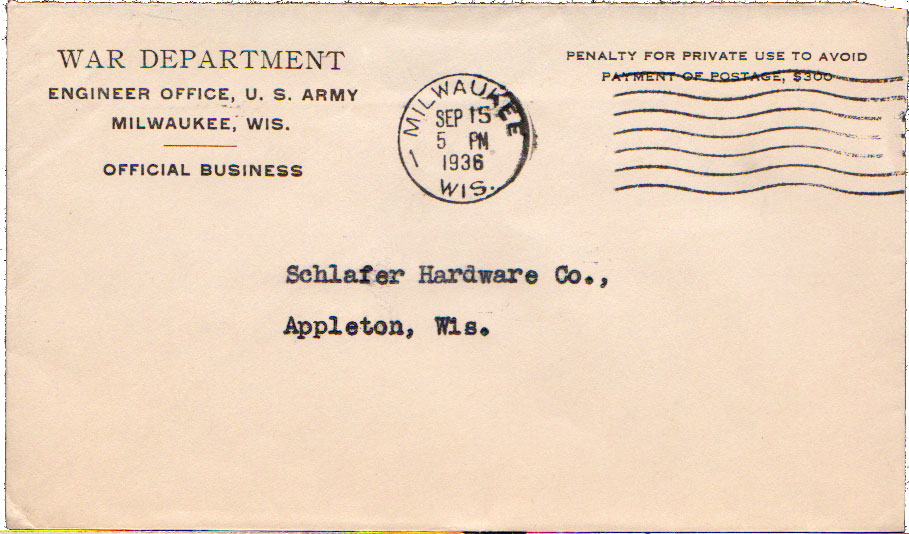 WAR DEPARTMENT
ENGINEER OFFICE, U. S. ARMY
MILWAUKEE, WIS.
OFFICIAL BUSINESS
MILWAUKEE
SEP 15
5 PM
1936
WIS.
PENALTY FOR PRIVATE USE TO AVOID
PAYMENT OF POSTAGE, $300
Schlafer Hardware Co.,
Appleton, Wis.